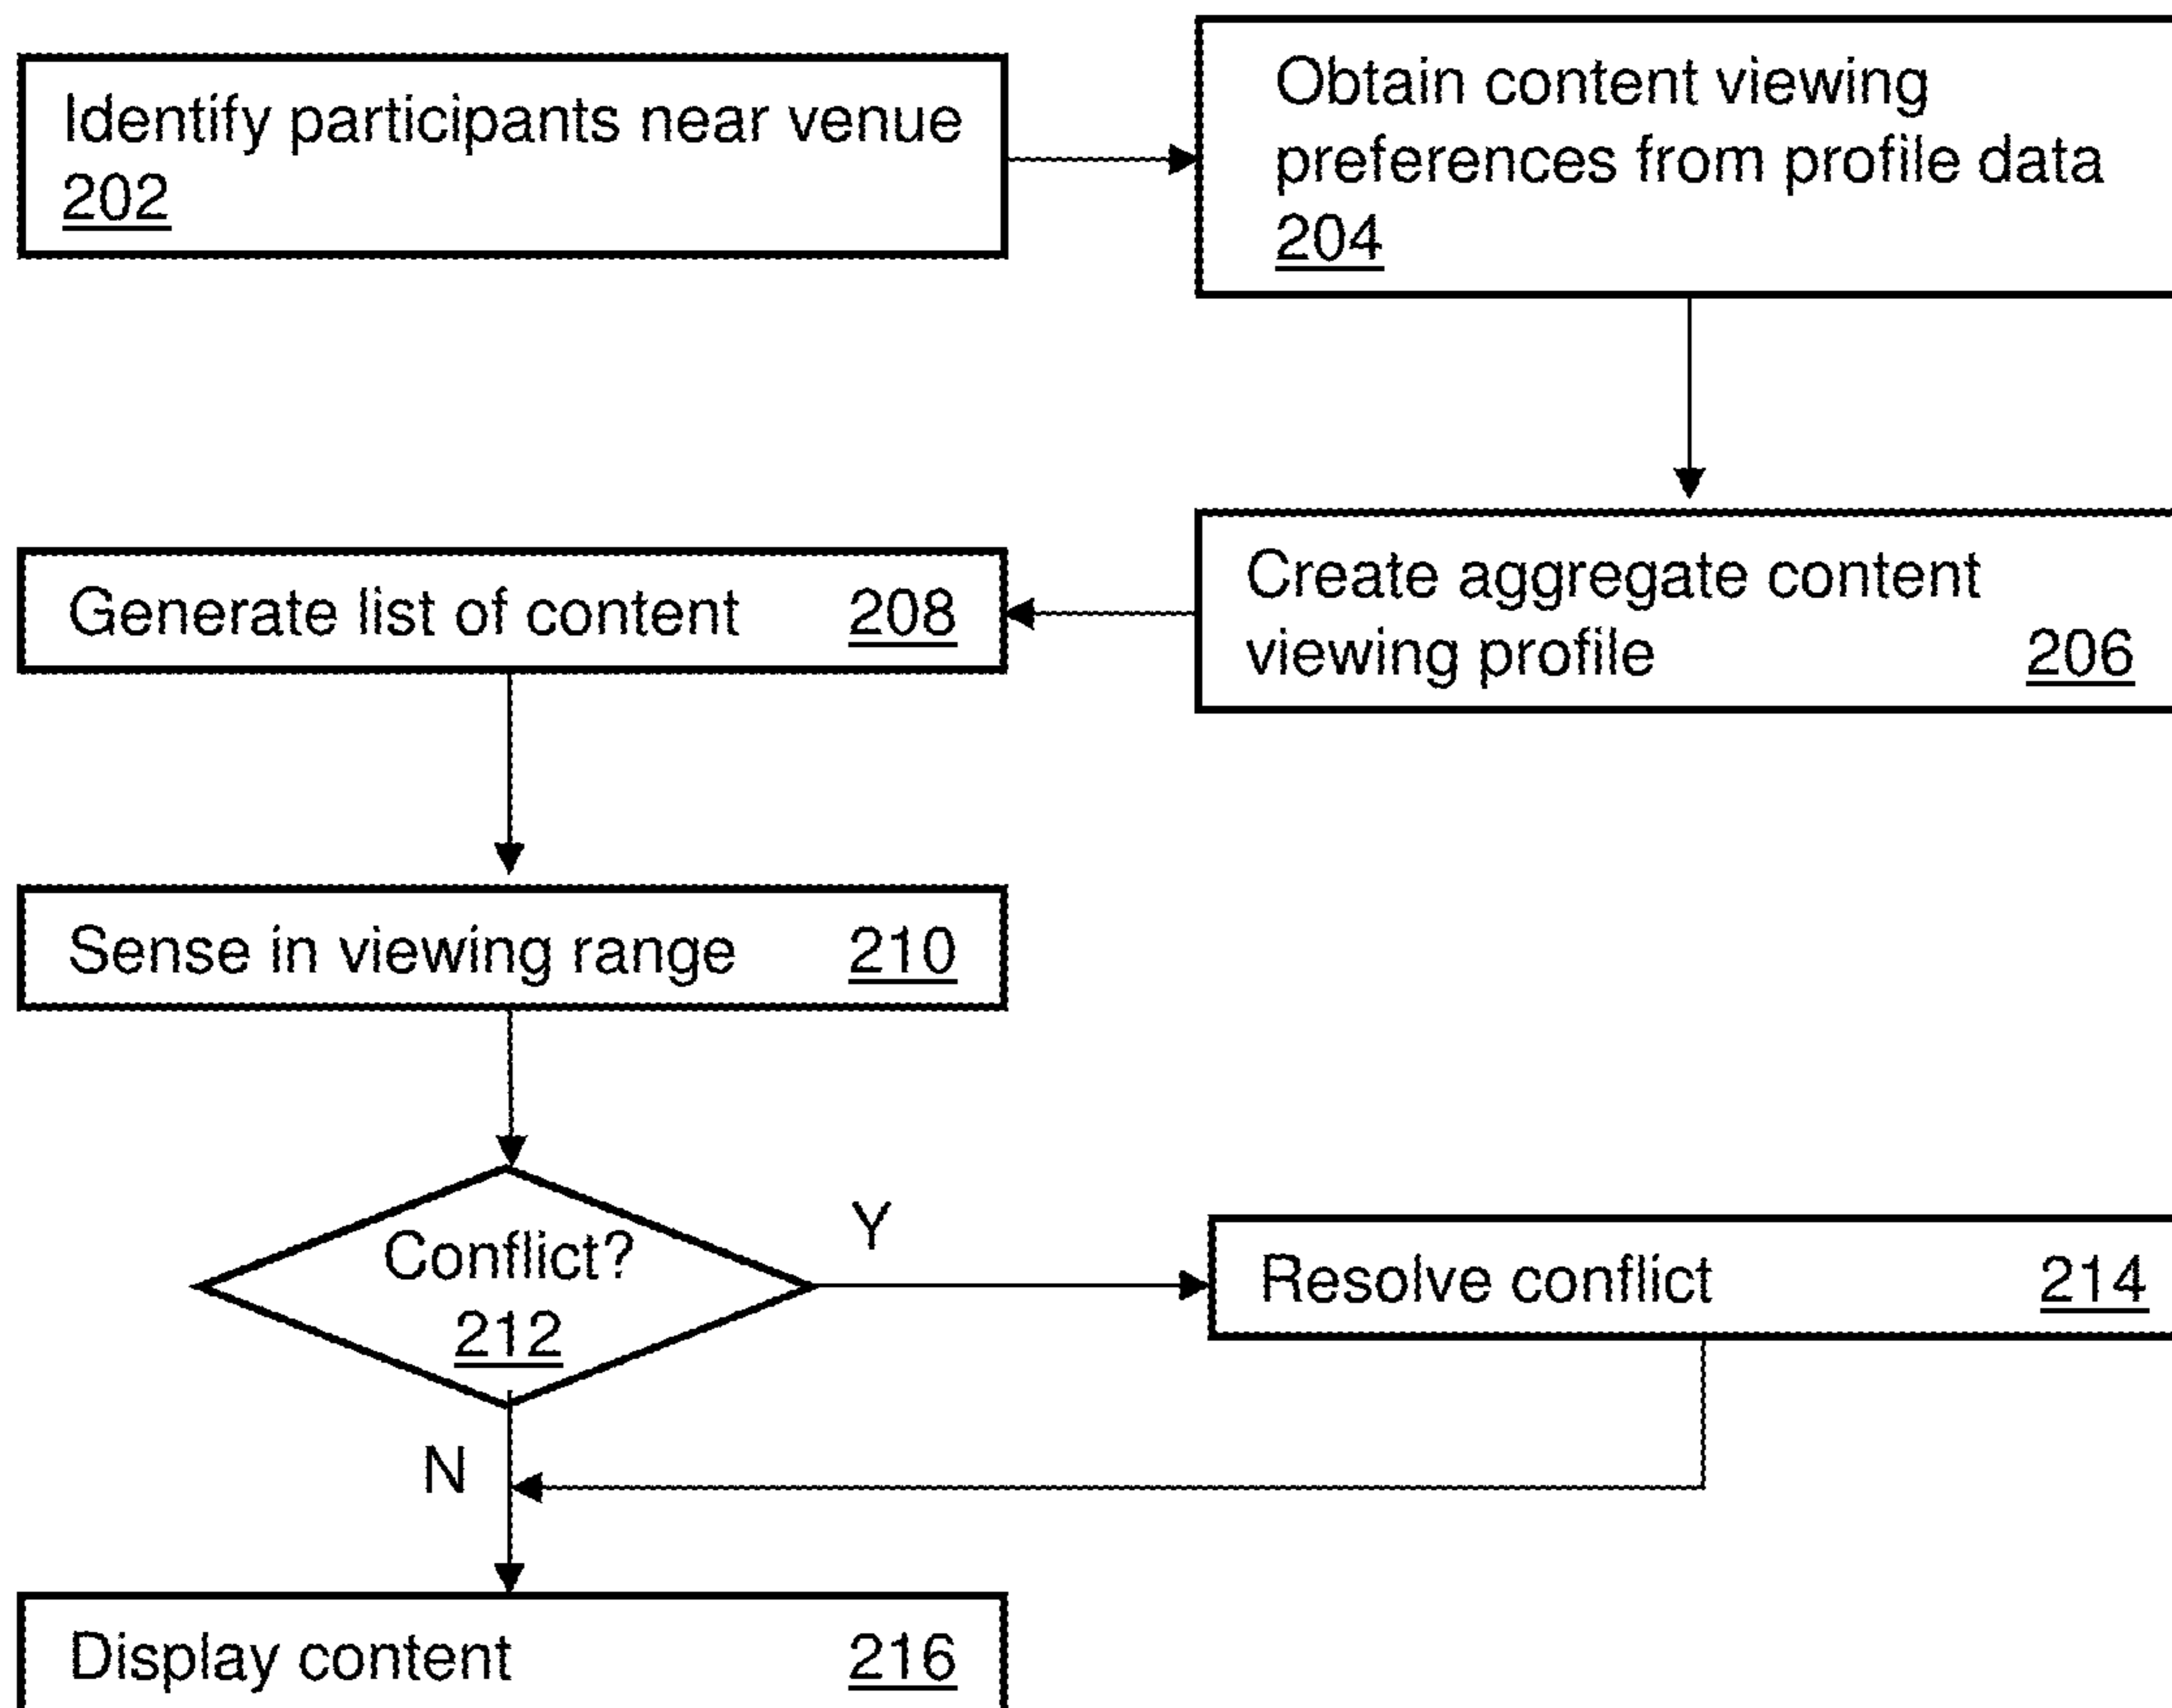 Identify participants near venue
202
Obtain content viewing
preferences from profile data
204
Create aggregate content
viewing profile 206
Generate list of content 208
Sense in viewing range 210
Conflict?
212
Y
Resolve conflict 214
N
Display content 216